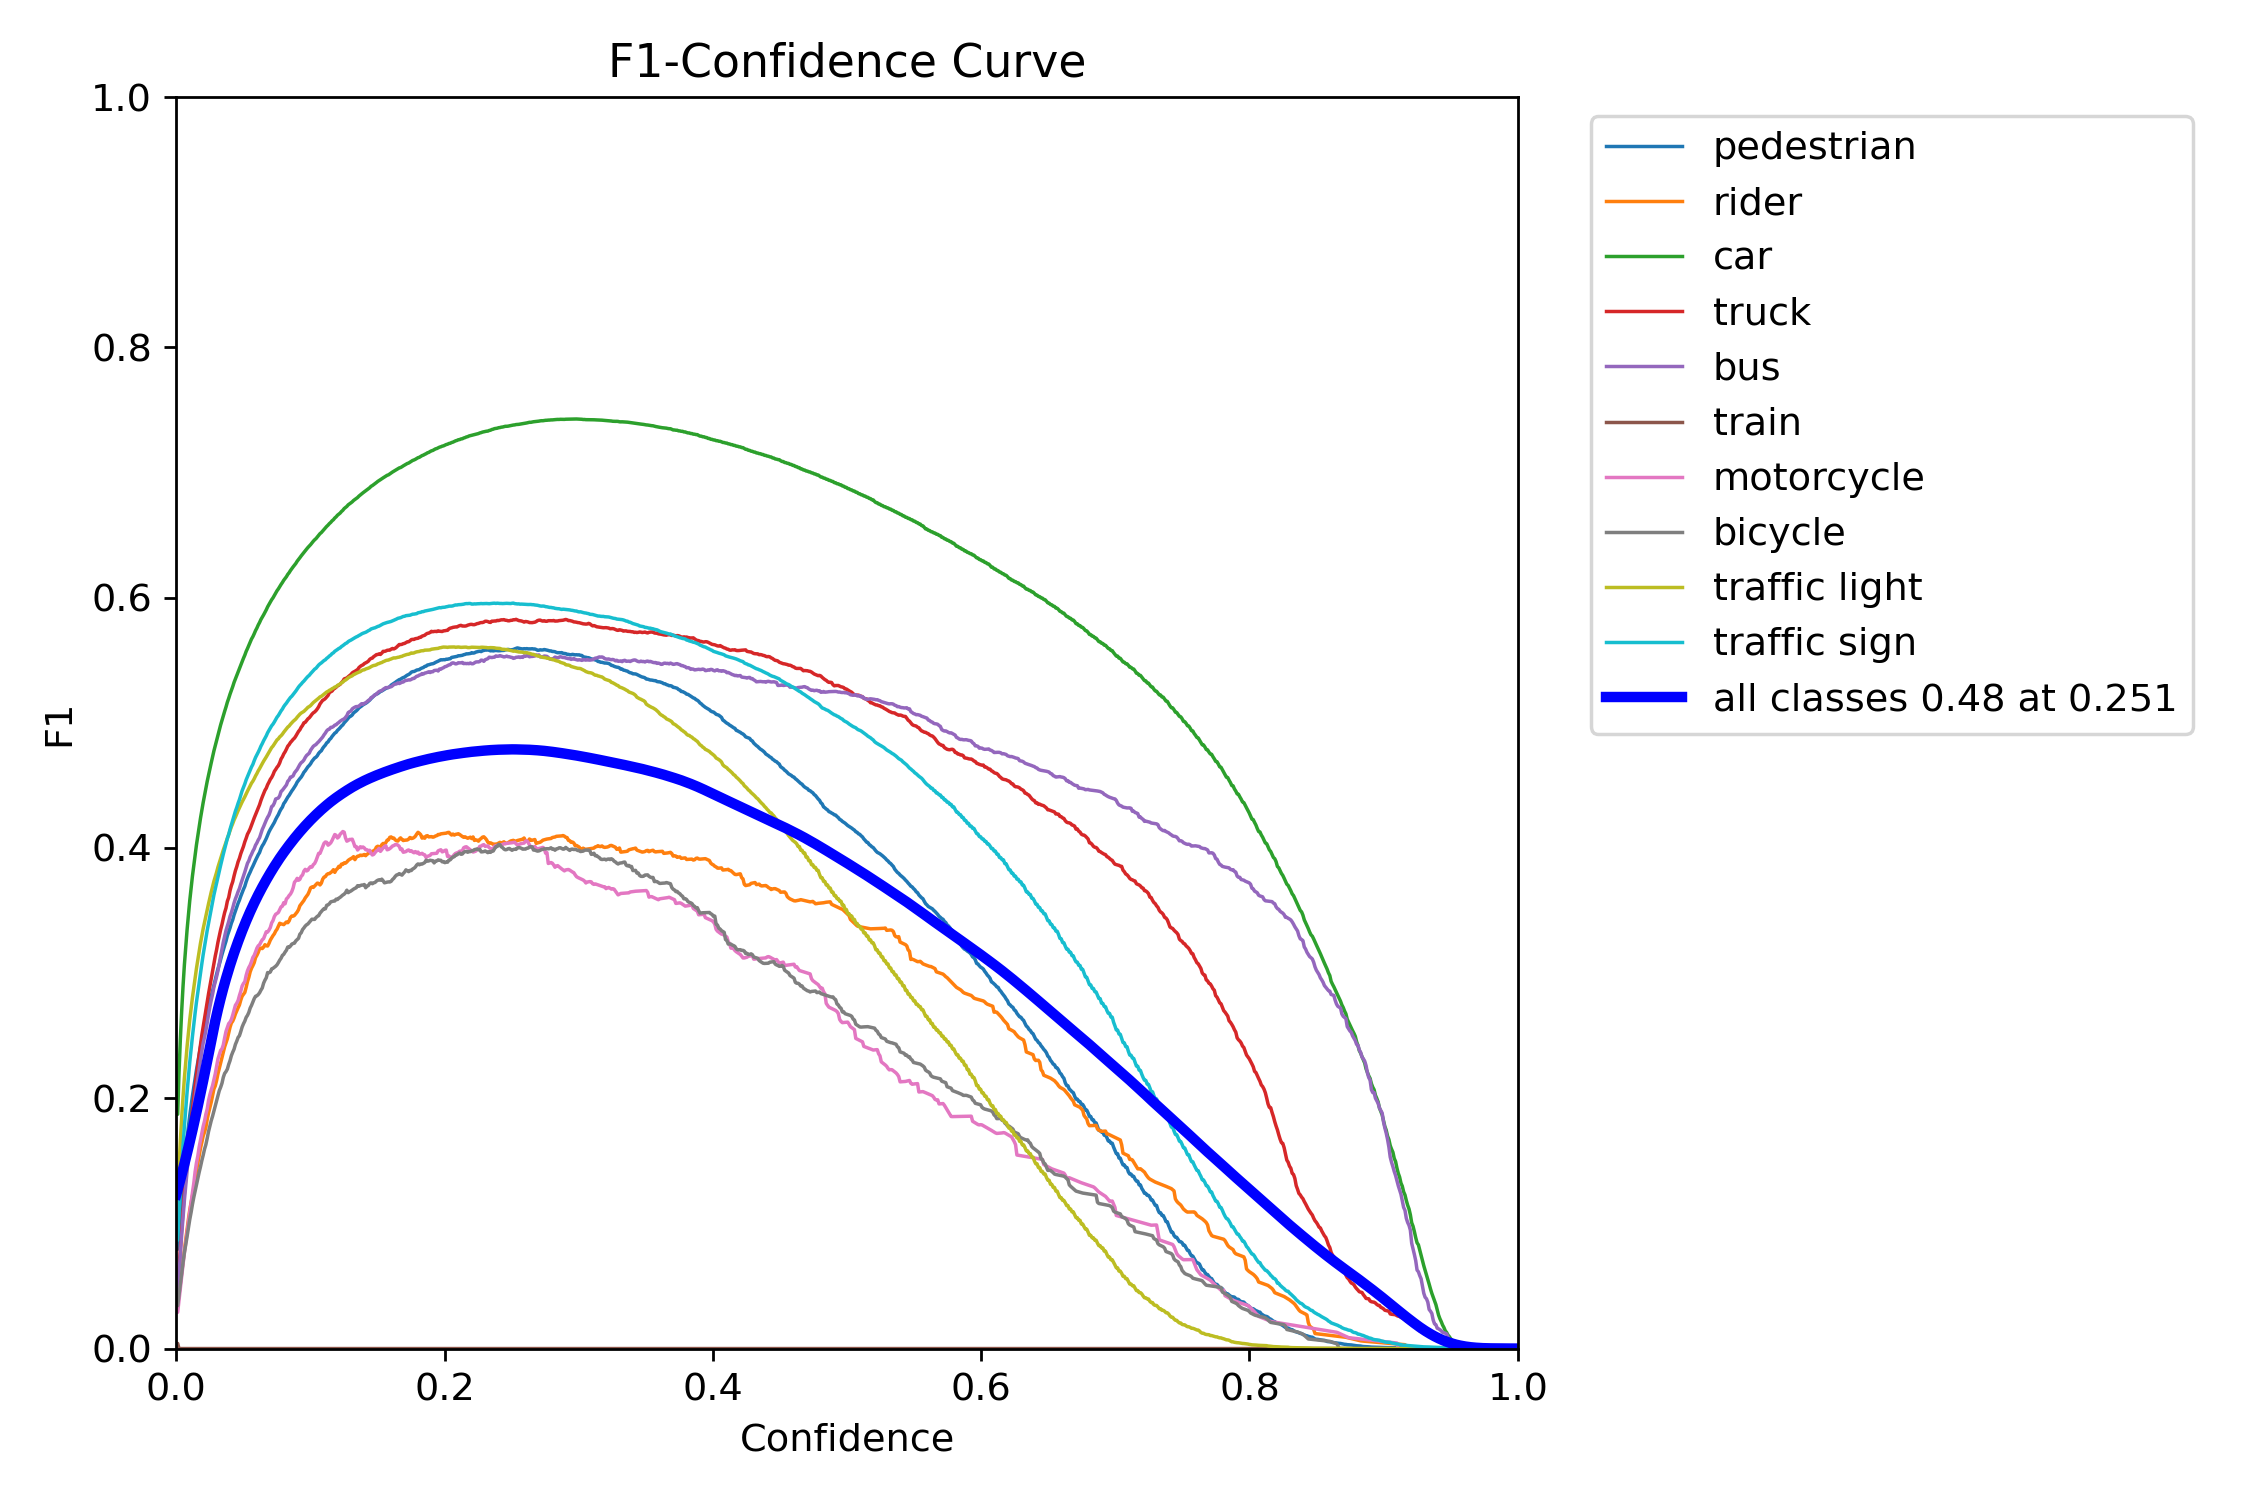 F1-Confidence Curve
1.0
0.8
0.6
0.4
0.2
0.0
F1
0.0 0.2 0.4 0.6 0.8 1.0
Confidence
pedestrian
rider
car
truck
bus
train
motorcycle
bicycle
traffic light
traffic sign
all classes 0.48 at 0.251